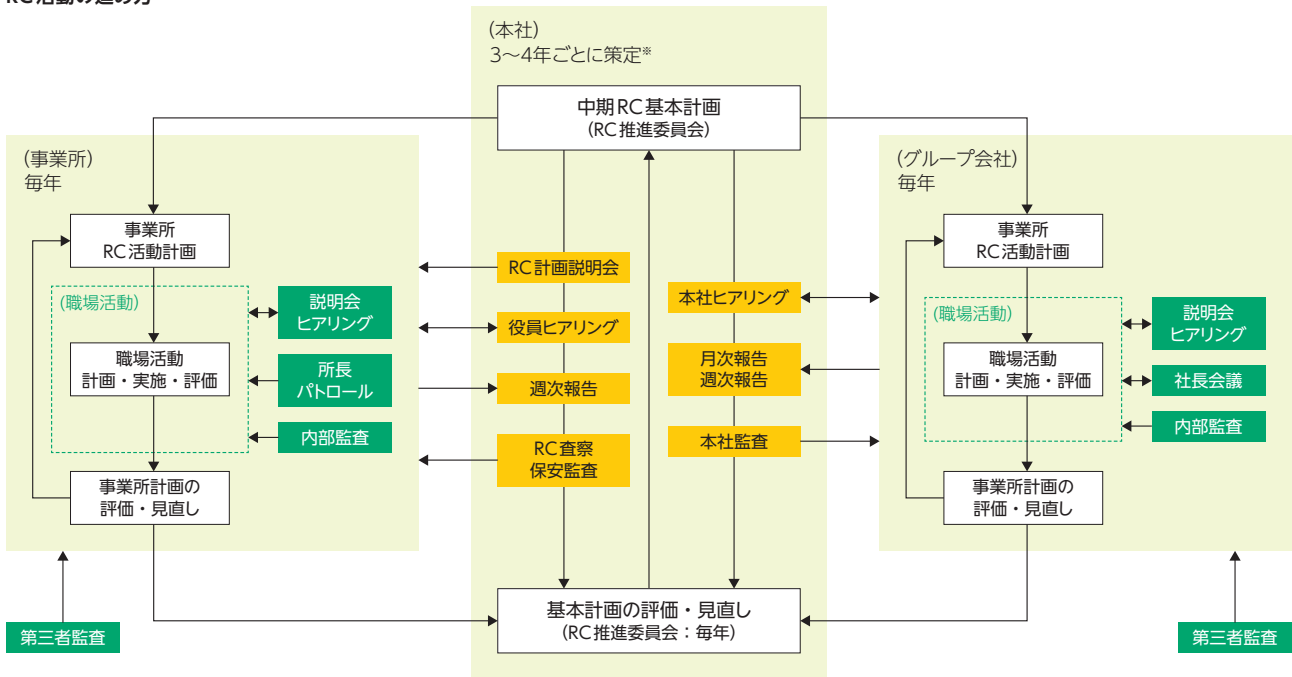 RC活動の進め方
(本社)
3～4年ごとに策定※
中期RC基本計画
(RC推進委員会)
(事業所)
毎年
事業所
RC活動計画
(職場活動)
説明会
ヒアリング
職場活動
計画・実施・評価
所長
パトロール
内部監査
事業所計画の
評価・見直し
第三者監査
RC計画説明会
役員ヒアリング
週次報告
RC査察
保安監査
本社ヒアリング
月次報告
週次報告
本社監査
基本計画の評価・見直し
(RC推進委員会：毎年)
(グループ会社)
毎年
事業所
RC活動計画
(職場活動)
説明会
ヒアリング
職場活動
計画・実施・評価
社長会議
内部監査
事業所計画の
評価・見直し
第三者監査